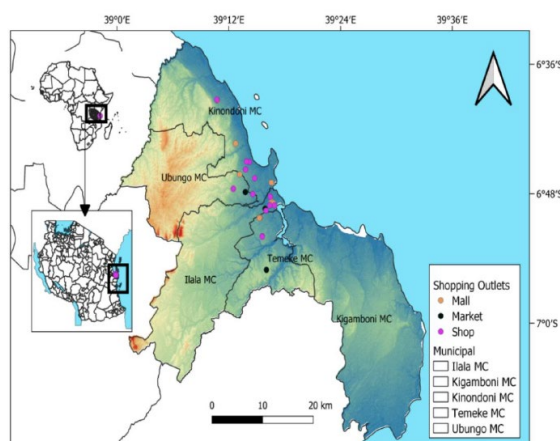 39°0'E 39°12'E 39°24'E 39°36'E
6°36'S
Kinondoni MC
Ubungo MC
6°48'S
Temeke MC
Ilala MC
Kigamboni MC
Shopping Outlets
Mall
Market
Shop
7°0'S
Municipal
Ilala MC
Kigamboni MC
Kinondoni MC
Temeke MC
Ubungo MC
0 10 20 km